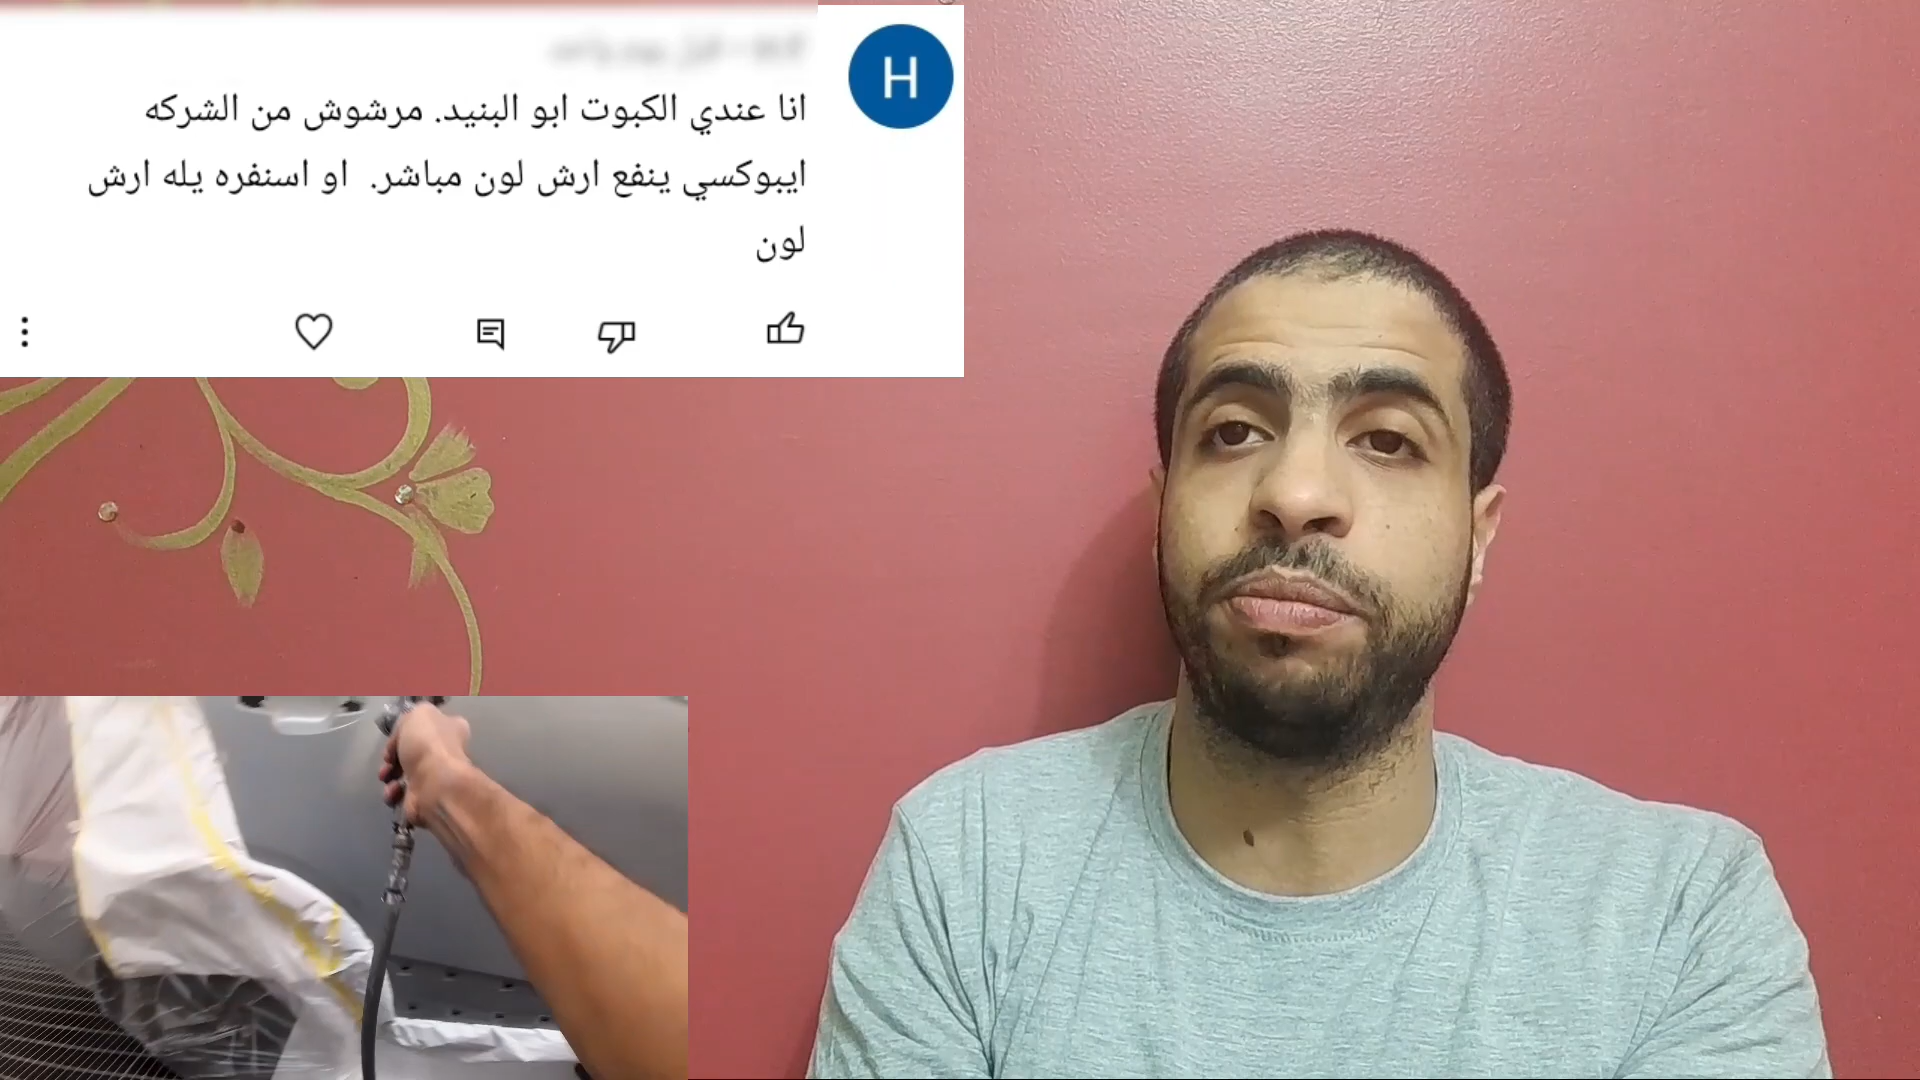 H
انا عندي الكبوت ابو البنيد. مرشوش من الشركه
ايبوكسي ينفع ارش لون مباشر. او اسنفره يله ارش
لون